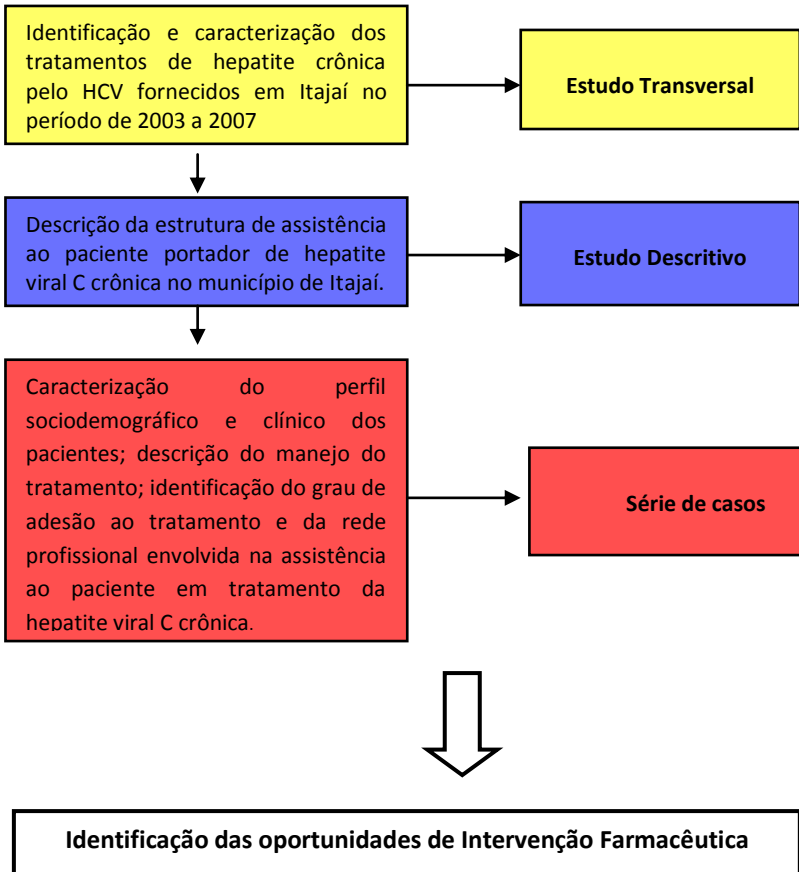 Identificação e caracterização dos
tratamentos de hepatite crônica
pelo HCV fornecidos em Itajaí no
período de 2003 a 2007
Estudo Transversal
Descrição da estrutura de assistência
ao paciente portador de hepatite
viral C crônica no município de Itajaí.
Estudo Descritivo
Caracterização do perfil
sociodemográfico e clínico dos
pacientes; descrição do manejo do
tratamento; identificação do grau de
adesão ao tratamento e da rede
profissional envolvida na assistência
ao paciente em tratamento da
hepatite viral C crônica.
Série de casos
Identificação das oportunidades de Intervenção Farmacêutica